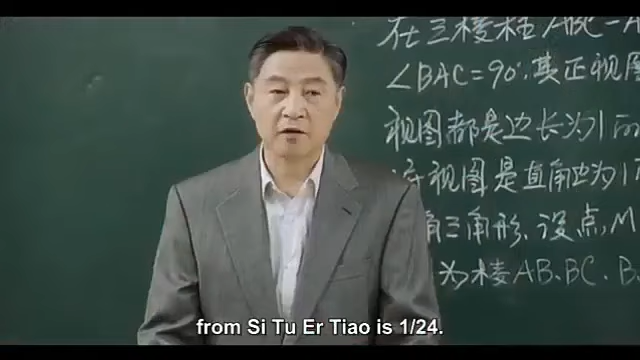 在三棱柱ABC-A
∠BAC=90°.其正视图
视图都是边长为1的
视图是直角边为1
角三角形.设点M
为棱AB.BC.B
from Si Tu Er Tiao is 1/24.